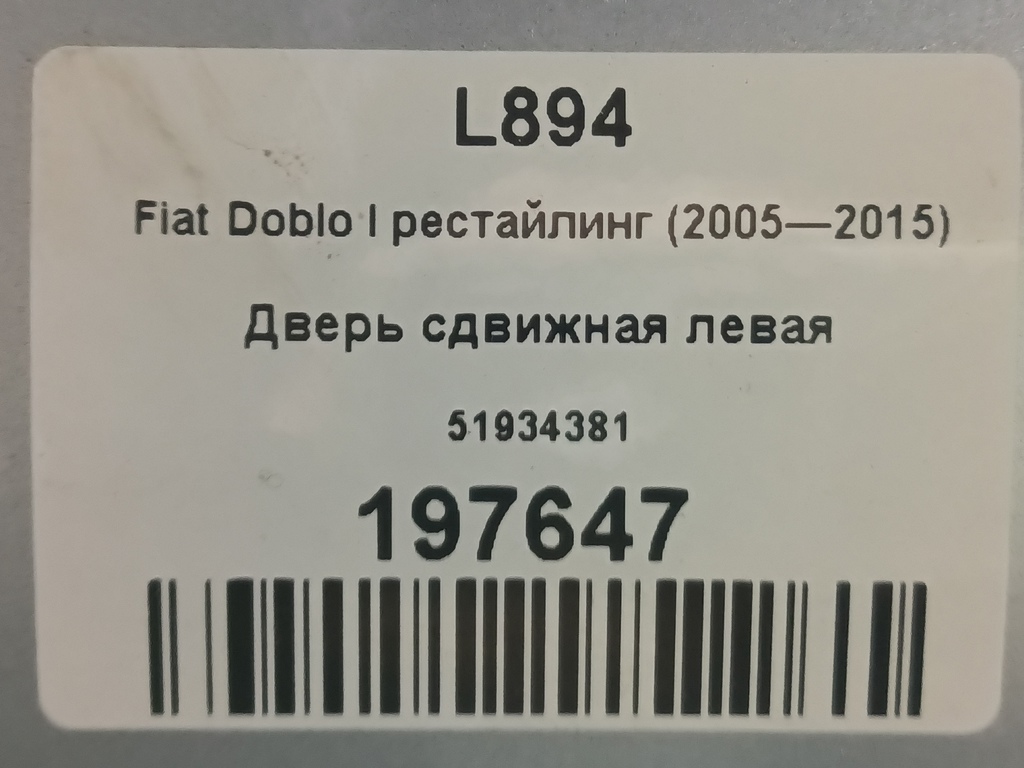 L894
Fiat Doblo I рестайлинг (2005—2015)
Дверь сдвижная левая
51934381
197647